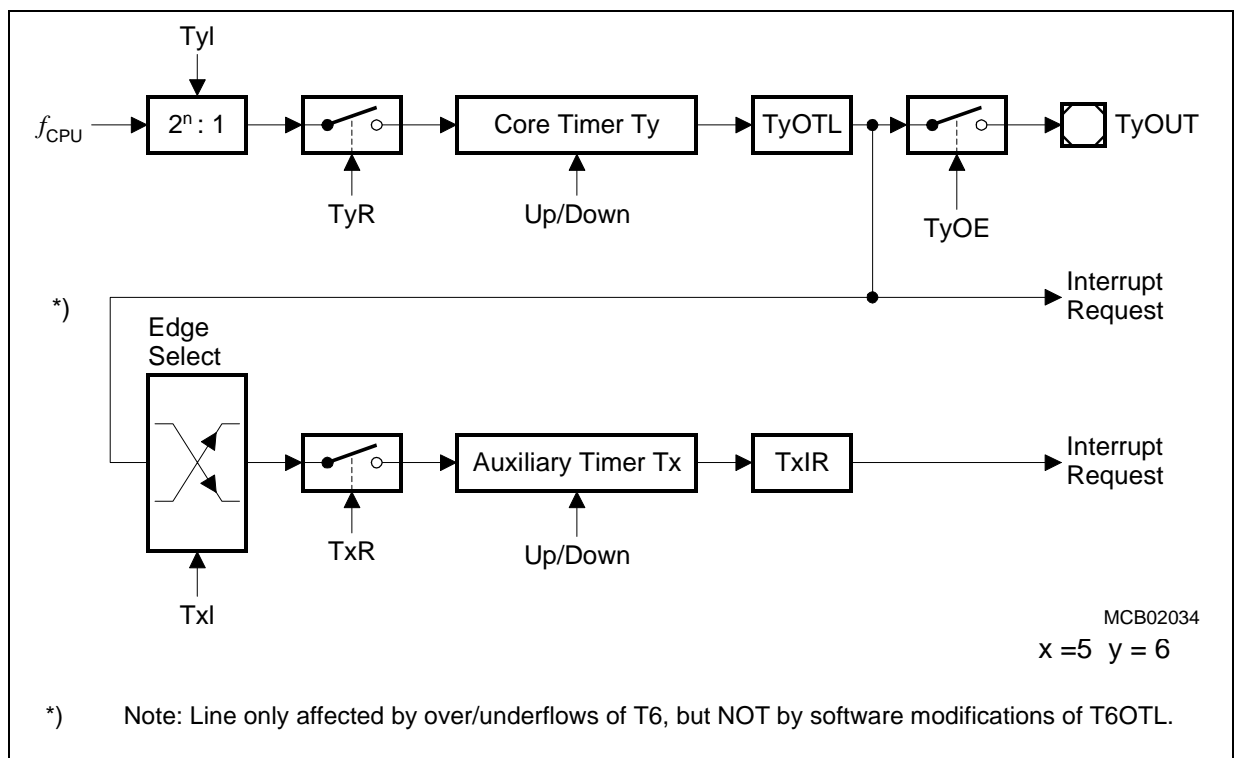 TyI
fCPU
2ⁿ : 1
Core Timer Ty
TyOTL
TyOUT
TyR
Up/Down
TyOE
*)
Interrupt
Request
Edge
Select
Auxiliary Timer Tx
TxIR
Interrupt
Request
TxR
Up/Down
TxI
MCB02034
x =5 y = 6
*) Note: Line only affected by over/underflows of T6, but NOT by software modifications of T6OTL.